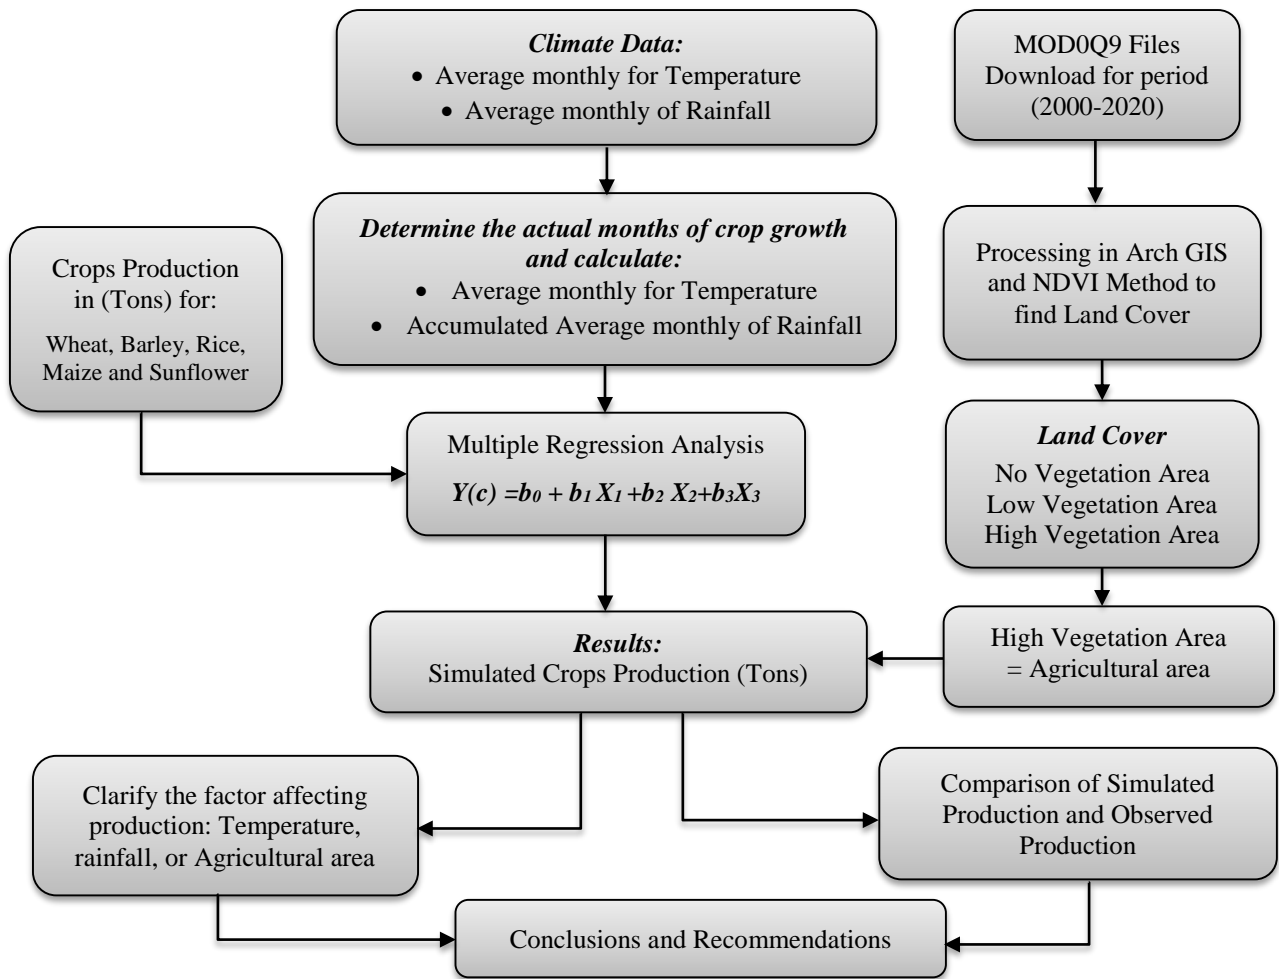 Climate Data:
• Average monthly for Temperature
• Average monthly of Rainfall
MOD0Q9 Files
Download for period
(2000-2020)
Determine the actual months of crop growth
and calculate:
• Average monthly for Temperature
• Accumulated Average monthly of Rainfall
Crops Production
in (Tons) for:
Wheat, Barley, Rice,
Maize and Sunflower
Processing in Arch GIS
and NDVI Method to
find Land Cover
Multiple Regression Analysis
Y(c) =b₀ + b₁ X₁ +b₂ X₂+b₃X₃
Land Cover
No Vegetation Area
Low Vegetation Area
High Vegetation Area
Results:
Simulated Crops Production (Tons)
High Vegetation Area
= Agricultural area
Clarify the factor affecting
production: Temperature,
rainfall, or Agricultural area
Comparison of Simulated
Production and Observed
Production
Conclusions and Recommendations